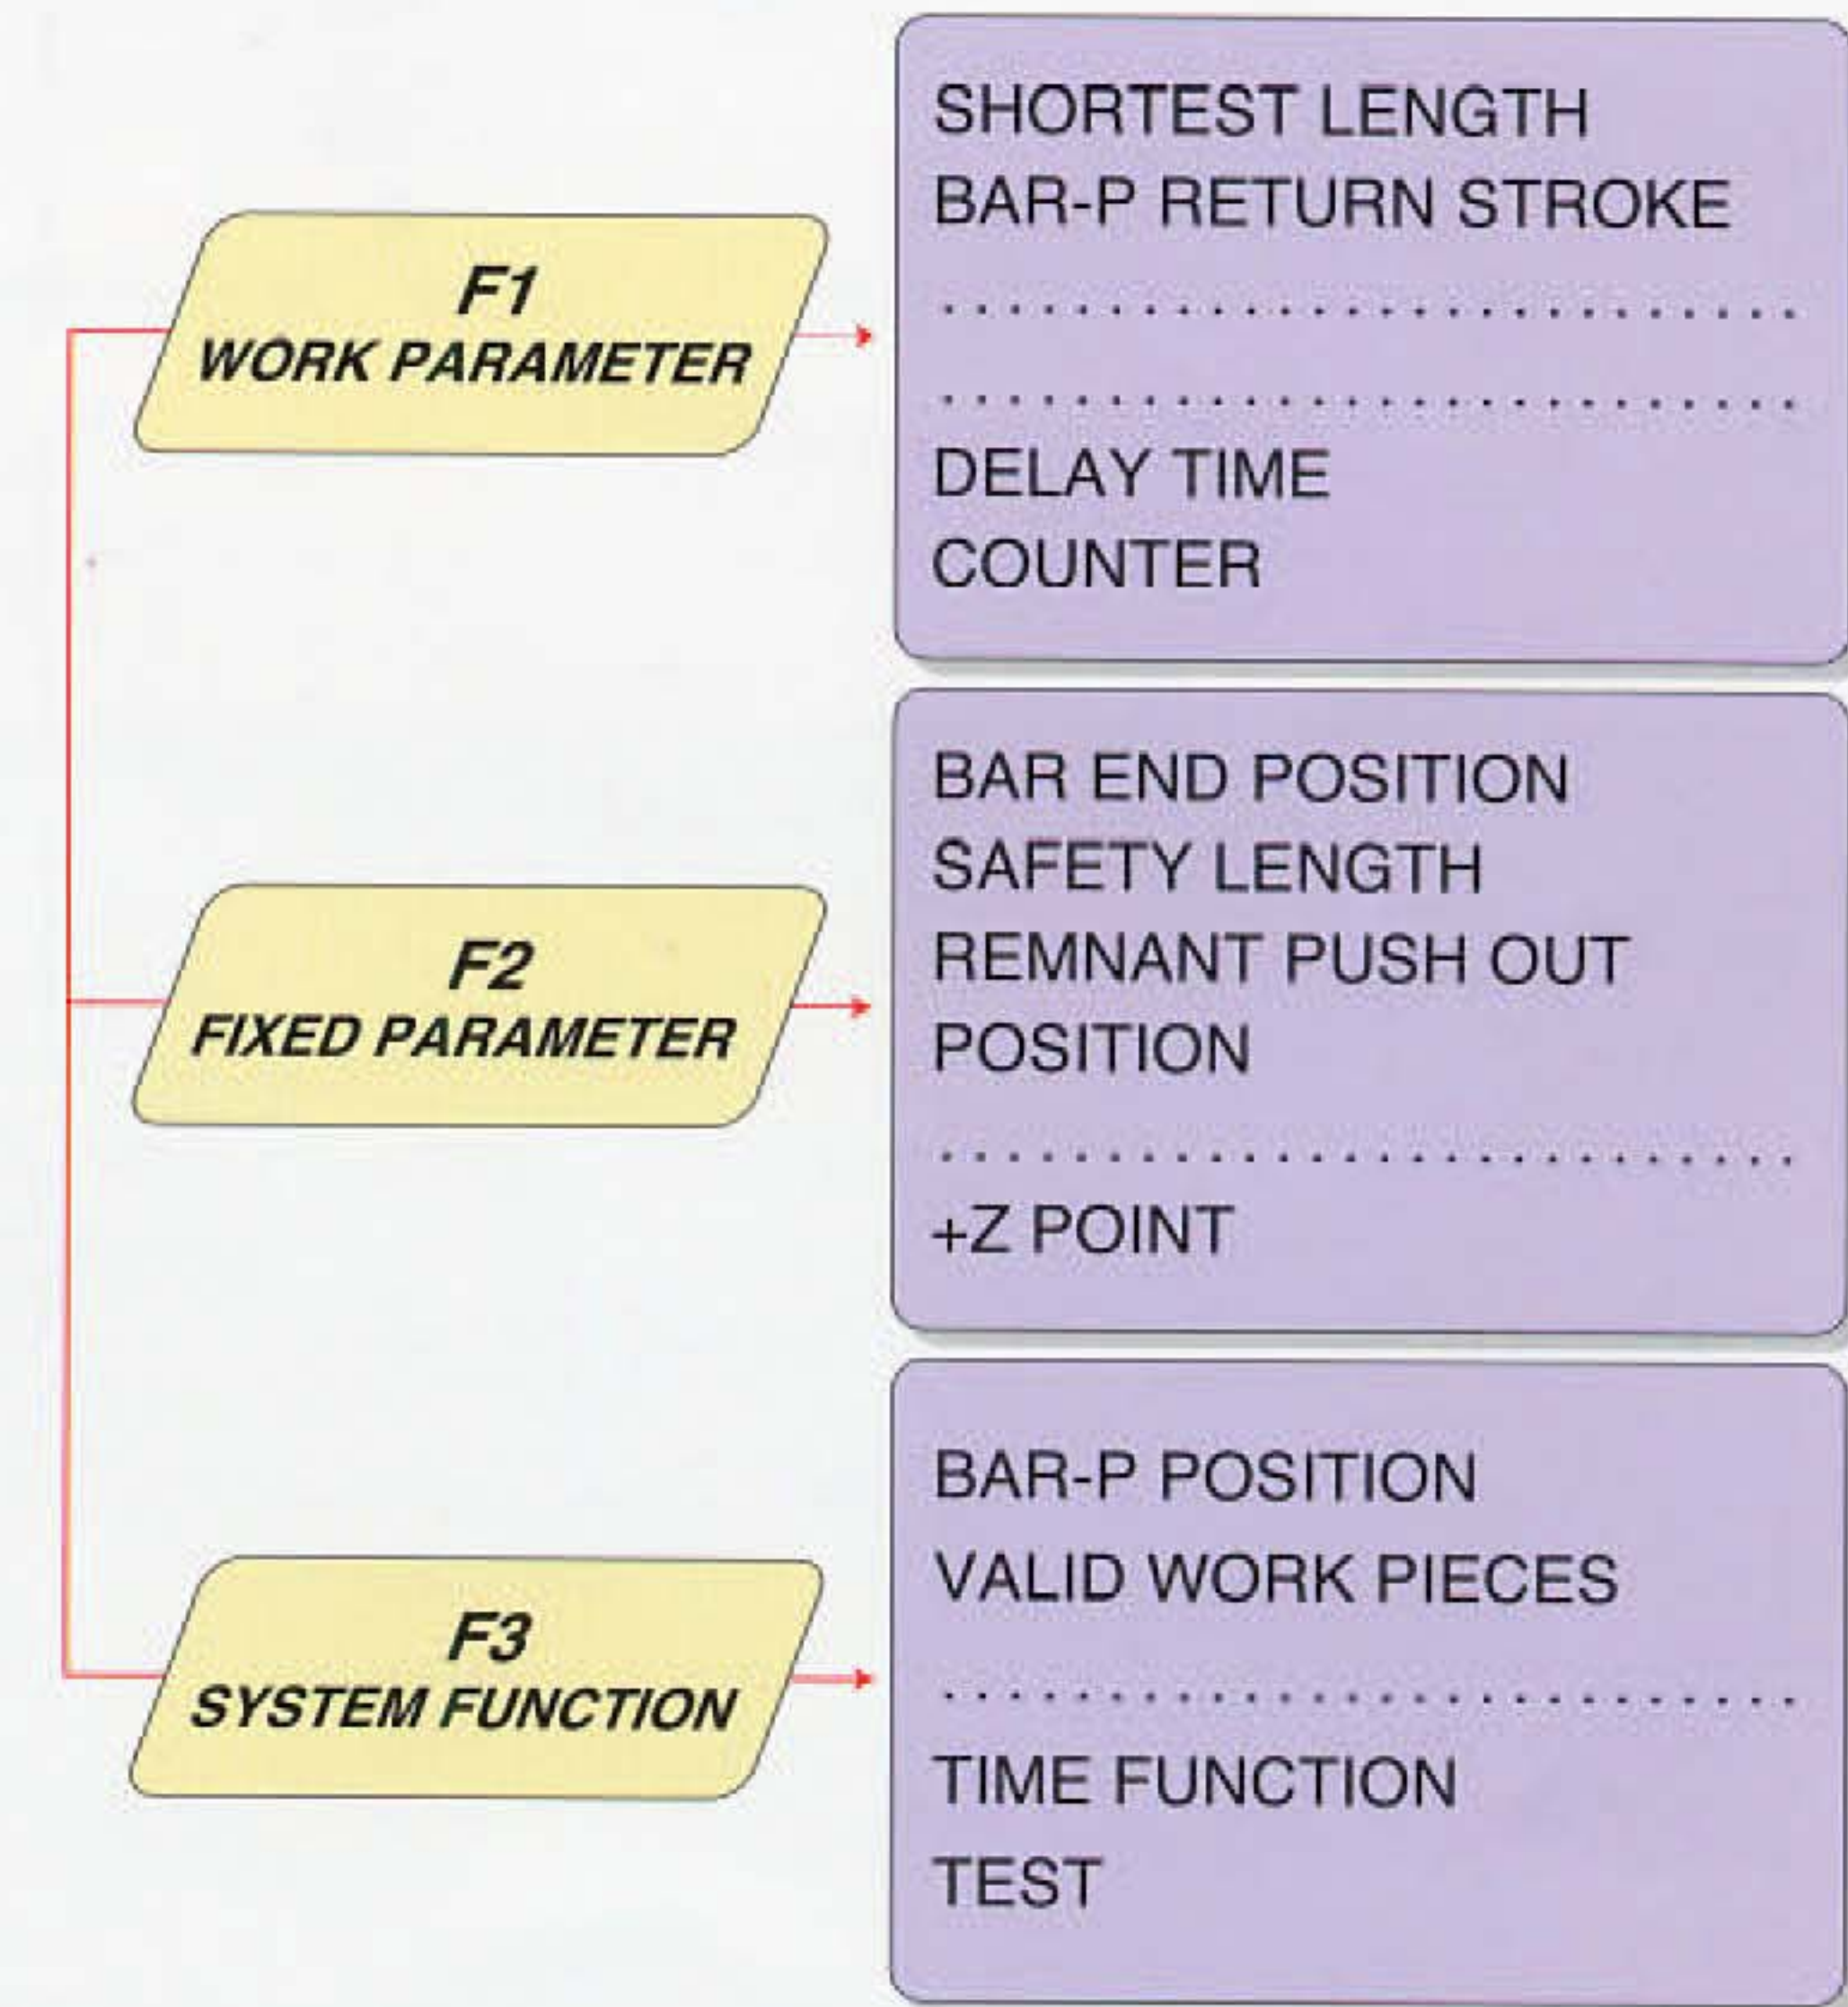 F1
WORK PARAMETER
SHORTEST LENGTH
BAR-P RETURN STROKE
. . . . . . . . . . . . . . . . . . . . . . . . . .
. . . . . . . . . . . . . . . . . . . . . . . . . .
DELAY TIME
COUNTER
F2
FIXED PARAMETER
BAR END POSITION
SAFETY LENGTH
REMNANT PUSH OUT
POSITION
. . . . . . . . . . . . . . . . . . . . . . . . . .
+Z POINT
F3
SYSTEM FUNCTION
BAR-P POSITION
VALID WORK PIECES
. . . . . . . . . . . . . . . . . . . . . . . . . .
TIME FUNCTION
TEST